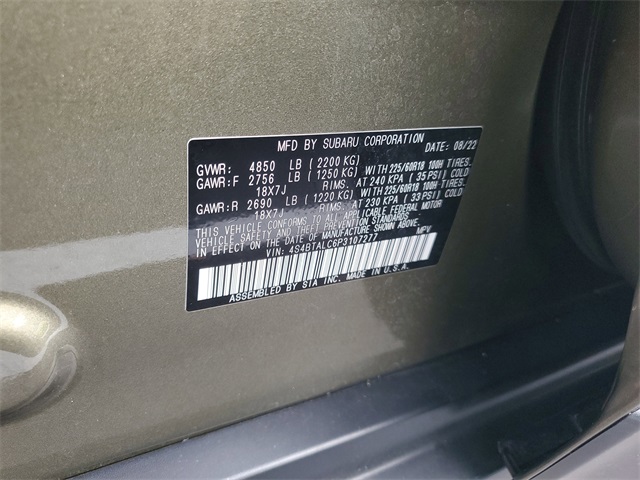 MFD BY SUBARU CORPORATION DATE: 08/22
GVWR: 4850 LB (2200 KG)
GAWR:F 2756 LB (1250 KG) WITH 225/60R18 100H TIRES.
18X7J RIMS. AT 240 KPA (35 PSI) COLD
GAWR:R 2690 LB (1220 KG) WITH 225/60R18 100H TIRES.
18X7J RIMS. AT 230 KPA (33 PSI) COLD
THIS VEHICLE CONFORMS TO ALL APPLICABLE FEDERAL MOTOR
VEHICLE SAFETY AND THEFT PREVENTION STANDARDS
IN EFFECT ON THE DATE OF MANUFACTURE SHOWN ABOVE.
VIN: 4S4BTALC6P3107277 MPV
ASSEMBLED BY SIA INC. MADE IN U.S.A.